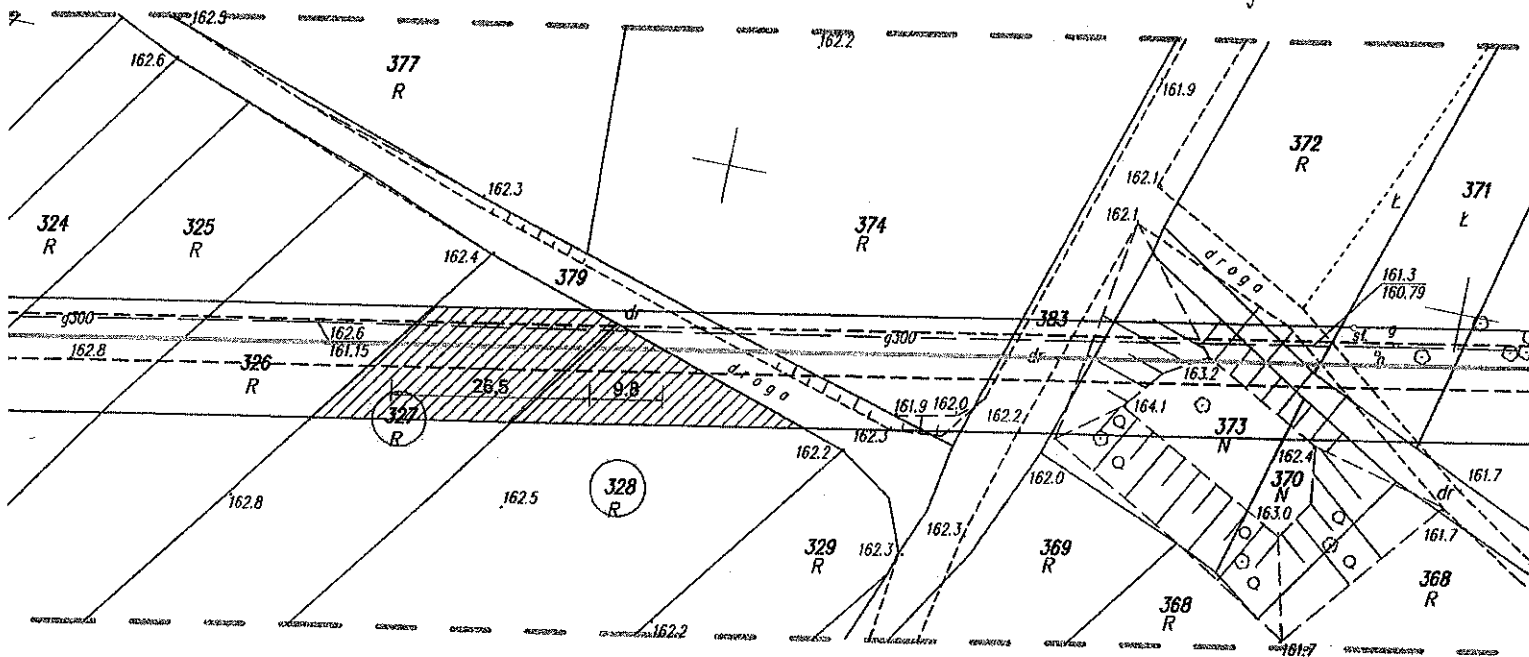 162.9
162.2
377
R
162.6
161.9
372
R
371
Ł
Ł
162.1
162.3
162.1
324
R
325
R
374
R
droga
162.4
379
161.3
160.79
dr
383
g300
g300
g
162.6
161.15
162.8
dr
326
R
163.2
droga
26,5
9.8
164.1
327
R
161.9
162.0
162.2
373
N
162.3
162.2
162.4
370
N
161.7
162.0
dr
328
R
162.8
162.5
163.0
162.3
161.7
329
R
162.3
369
R
368
R
368
R
162.2
161.7